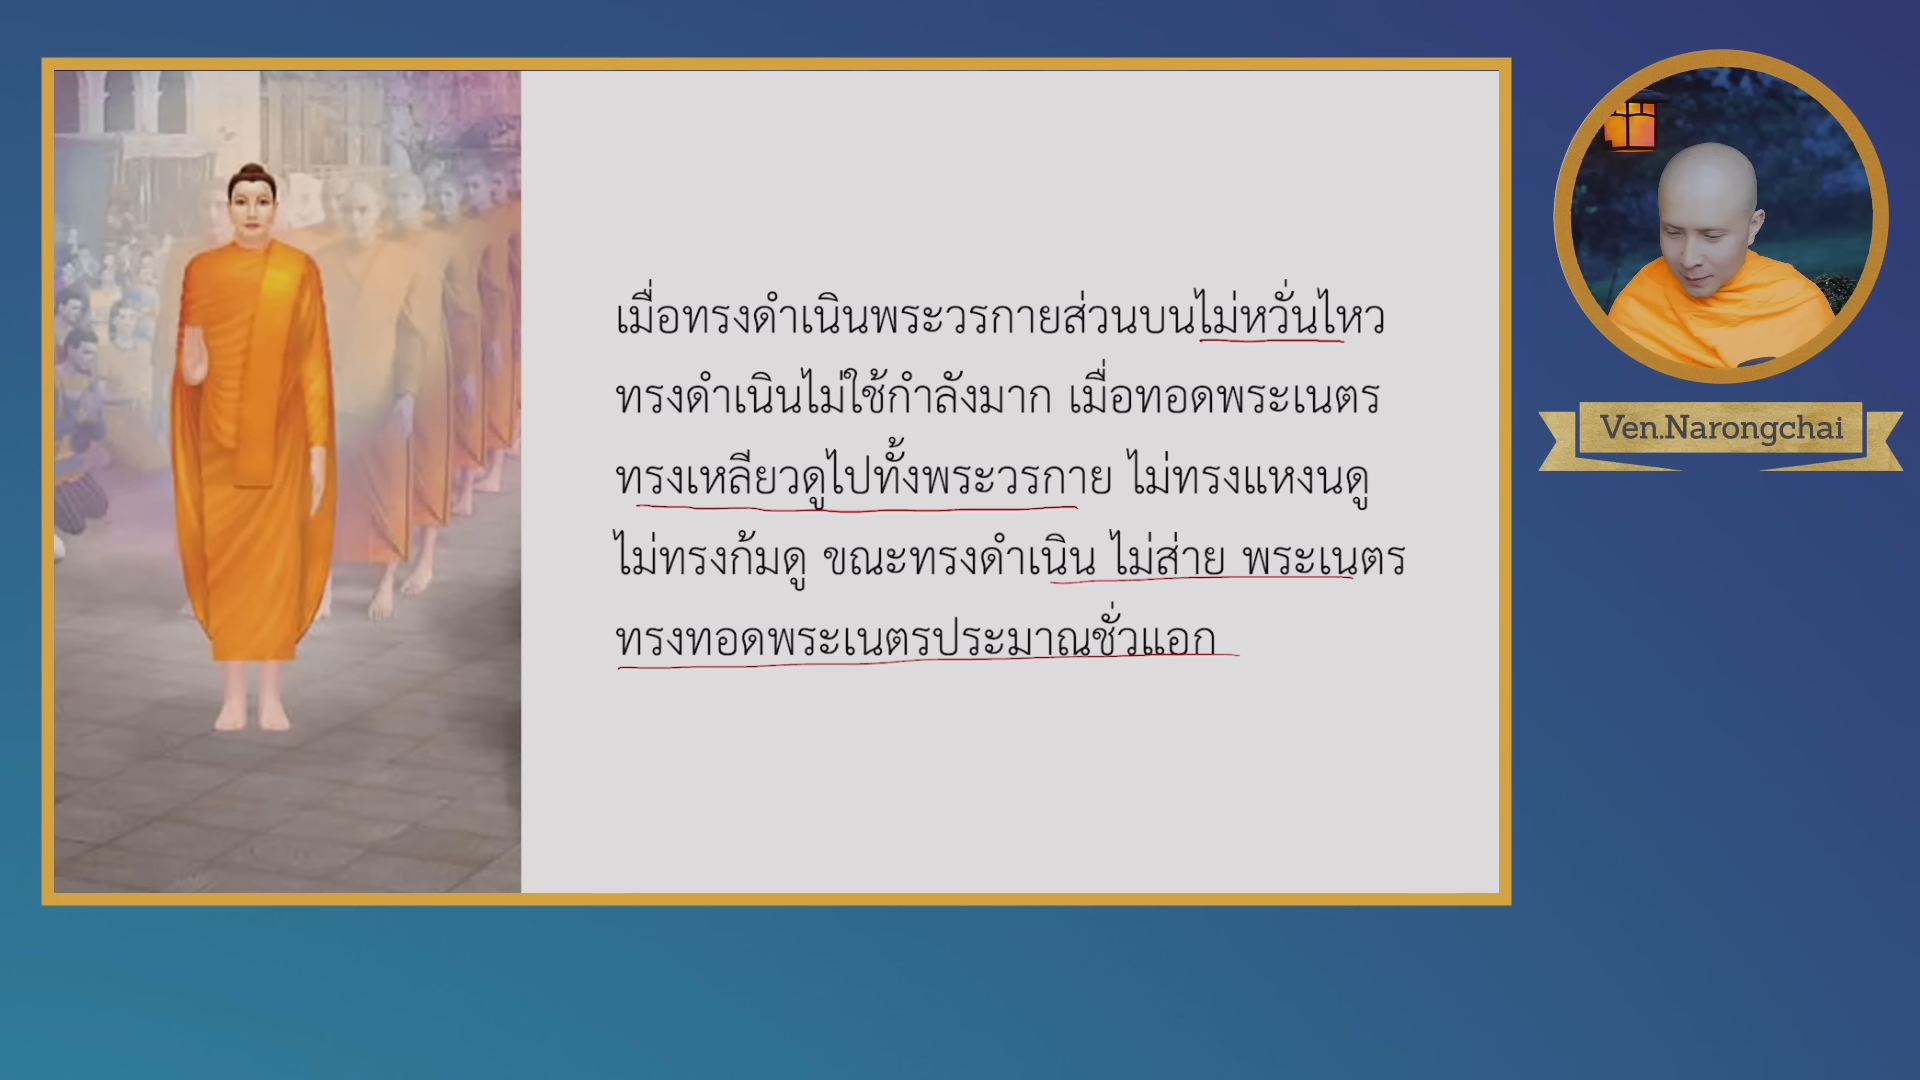 เมื่อทรงดำเนินพระวรกายส่วนบนไม่หวั่นไหว
ทรงดำเนินไม่ใช้กำลังมาก เมื่อทอดพระเนตร
ทรงเหลียวดูไปทั้งพระวรกาย ไม่ทรงแหงนดู
ไม่ทรงก้มดู ขณะทรงดำเนิน ไม่ส่าย พระเนตร
ทรงทอดพระเนตรประมาณชั่วแอก
Ven.Narongchai